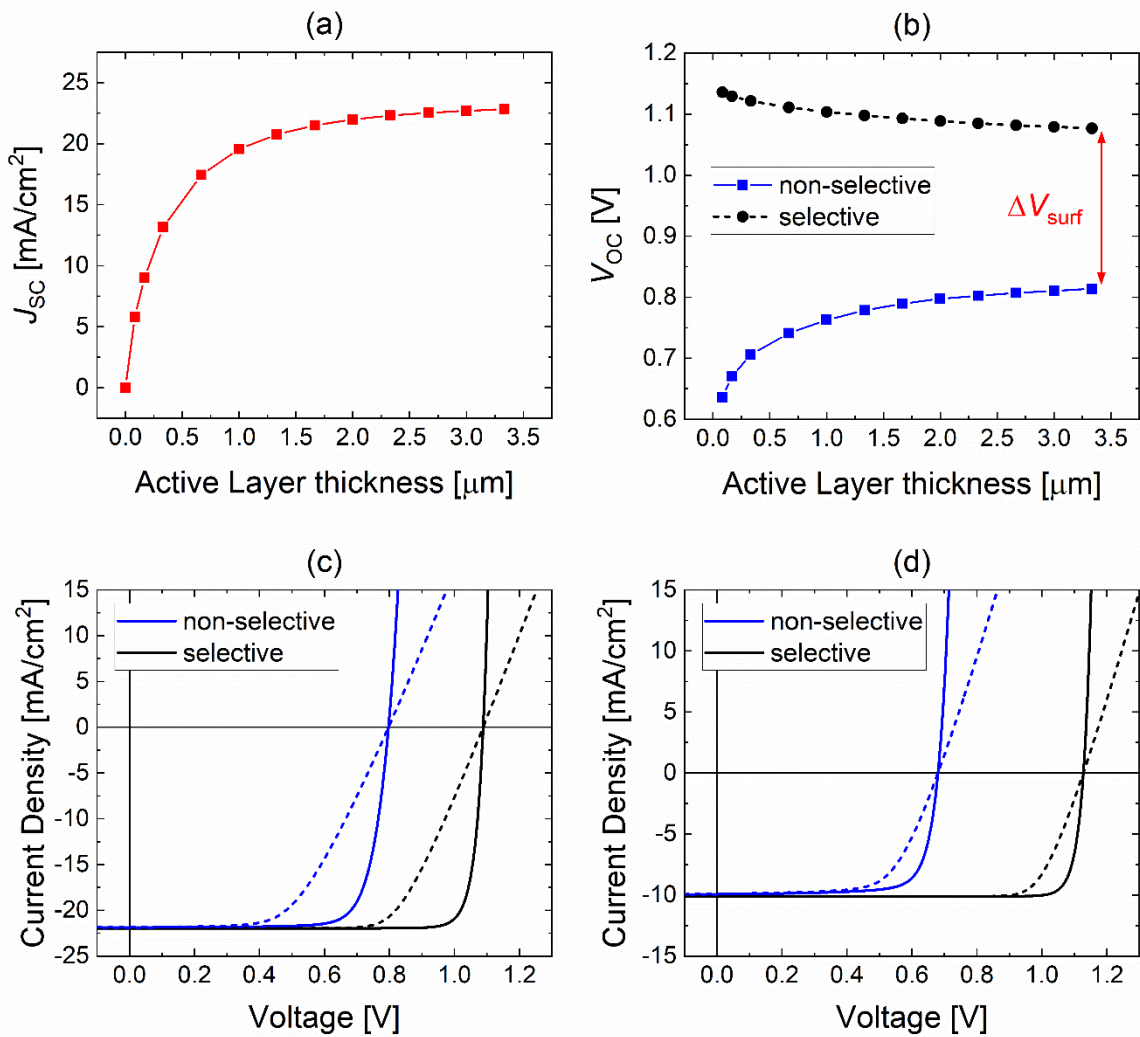 (a)
25
20
15
10
5
0
J_SC [mA/cm²]
0.0 0.5 1.0 1.5 2.0 2.5 3.0 3.5
Active Layer thickness [μm]
(b)
1.2
1.1
1.0
0.9
0.8
0.7
0.6
V_OC [V]
non-selective
selective
ΔV_surf
0.0 0.5 1.0 1.5 2.0 2.5 3.0 3.5
Active Layer thickness [μm]
(c)
15
10
5
0
-5
-10
-15
-20
-25
Current Density [mA/cm²]
non-selective
selective
0.0 0.2 0.4 0.6 0.8 1.0 1.2
Voltage [V]
(d)
15
10
5
0
-5
-10
-15
Current Density [mA/cm²]
non-selective
selective
0.0 0.2 0.4 0.6 0.8 1.0 1.2
Voltage [V]